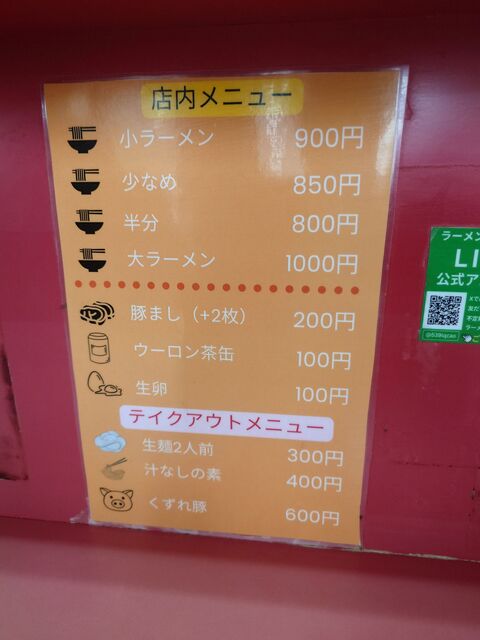 店内メニュー
小ラーメン 900円
少なめ 850円
半分 800円
大ラーメン 1000円
豚まし（+2枚） 200円
ウーロン茶缶 100円
生卵 100円
テイクアウトメニュー
生麺2人前 300円
汁なしの素 400円
くずれ豚 600円
ラーメン
LI
公式ア